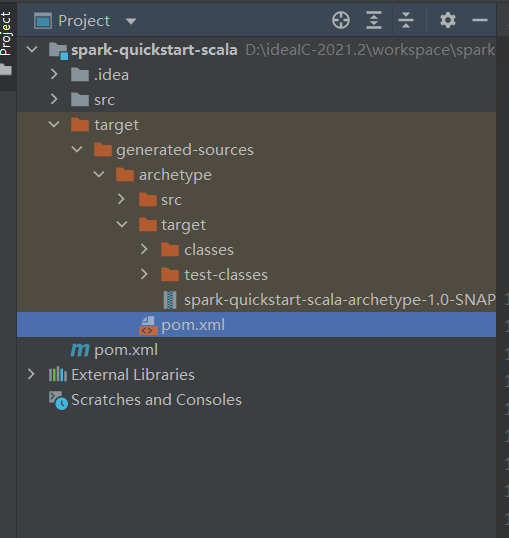 Project
Project
spark-quickstart-scala D:\ideaIC-2021.2\workspace\spark
.idea
src
target
generated-sources
archetype
src
target
classes
test-classes
spark-quickstart-scala-archetype-1.0-SNAP
pom.xml
pom.xml
External Libraries
Scratches and Consoles